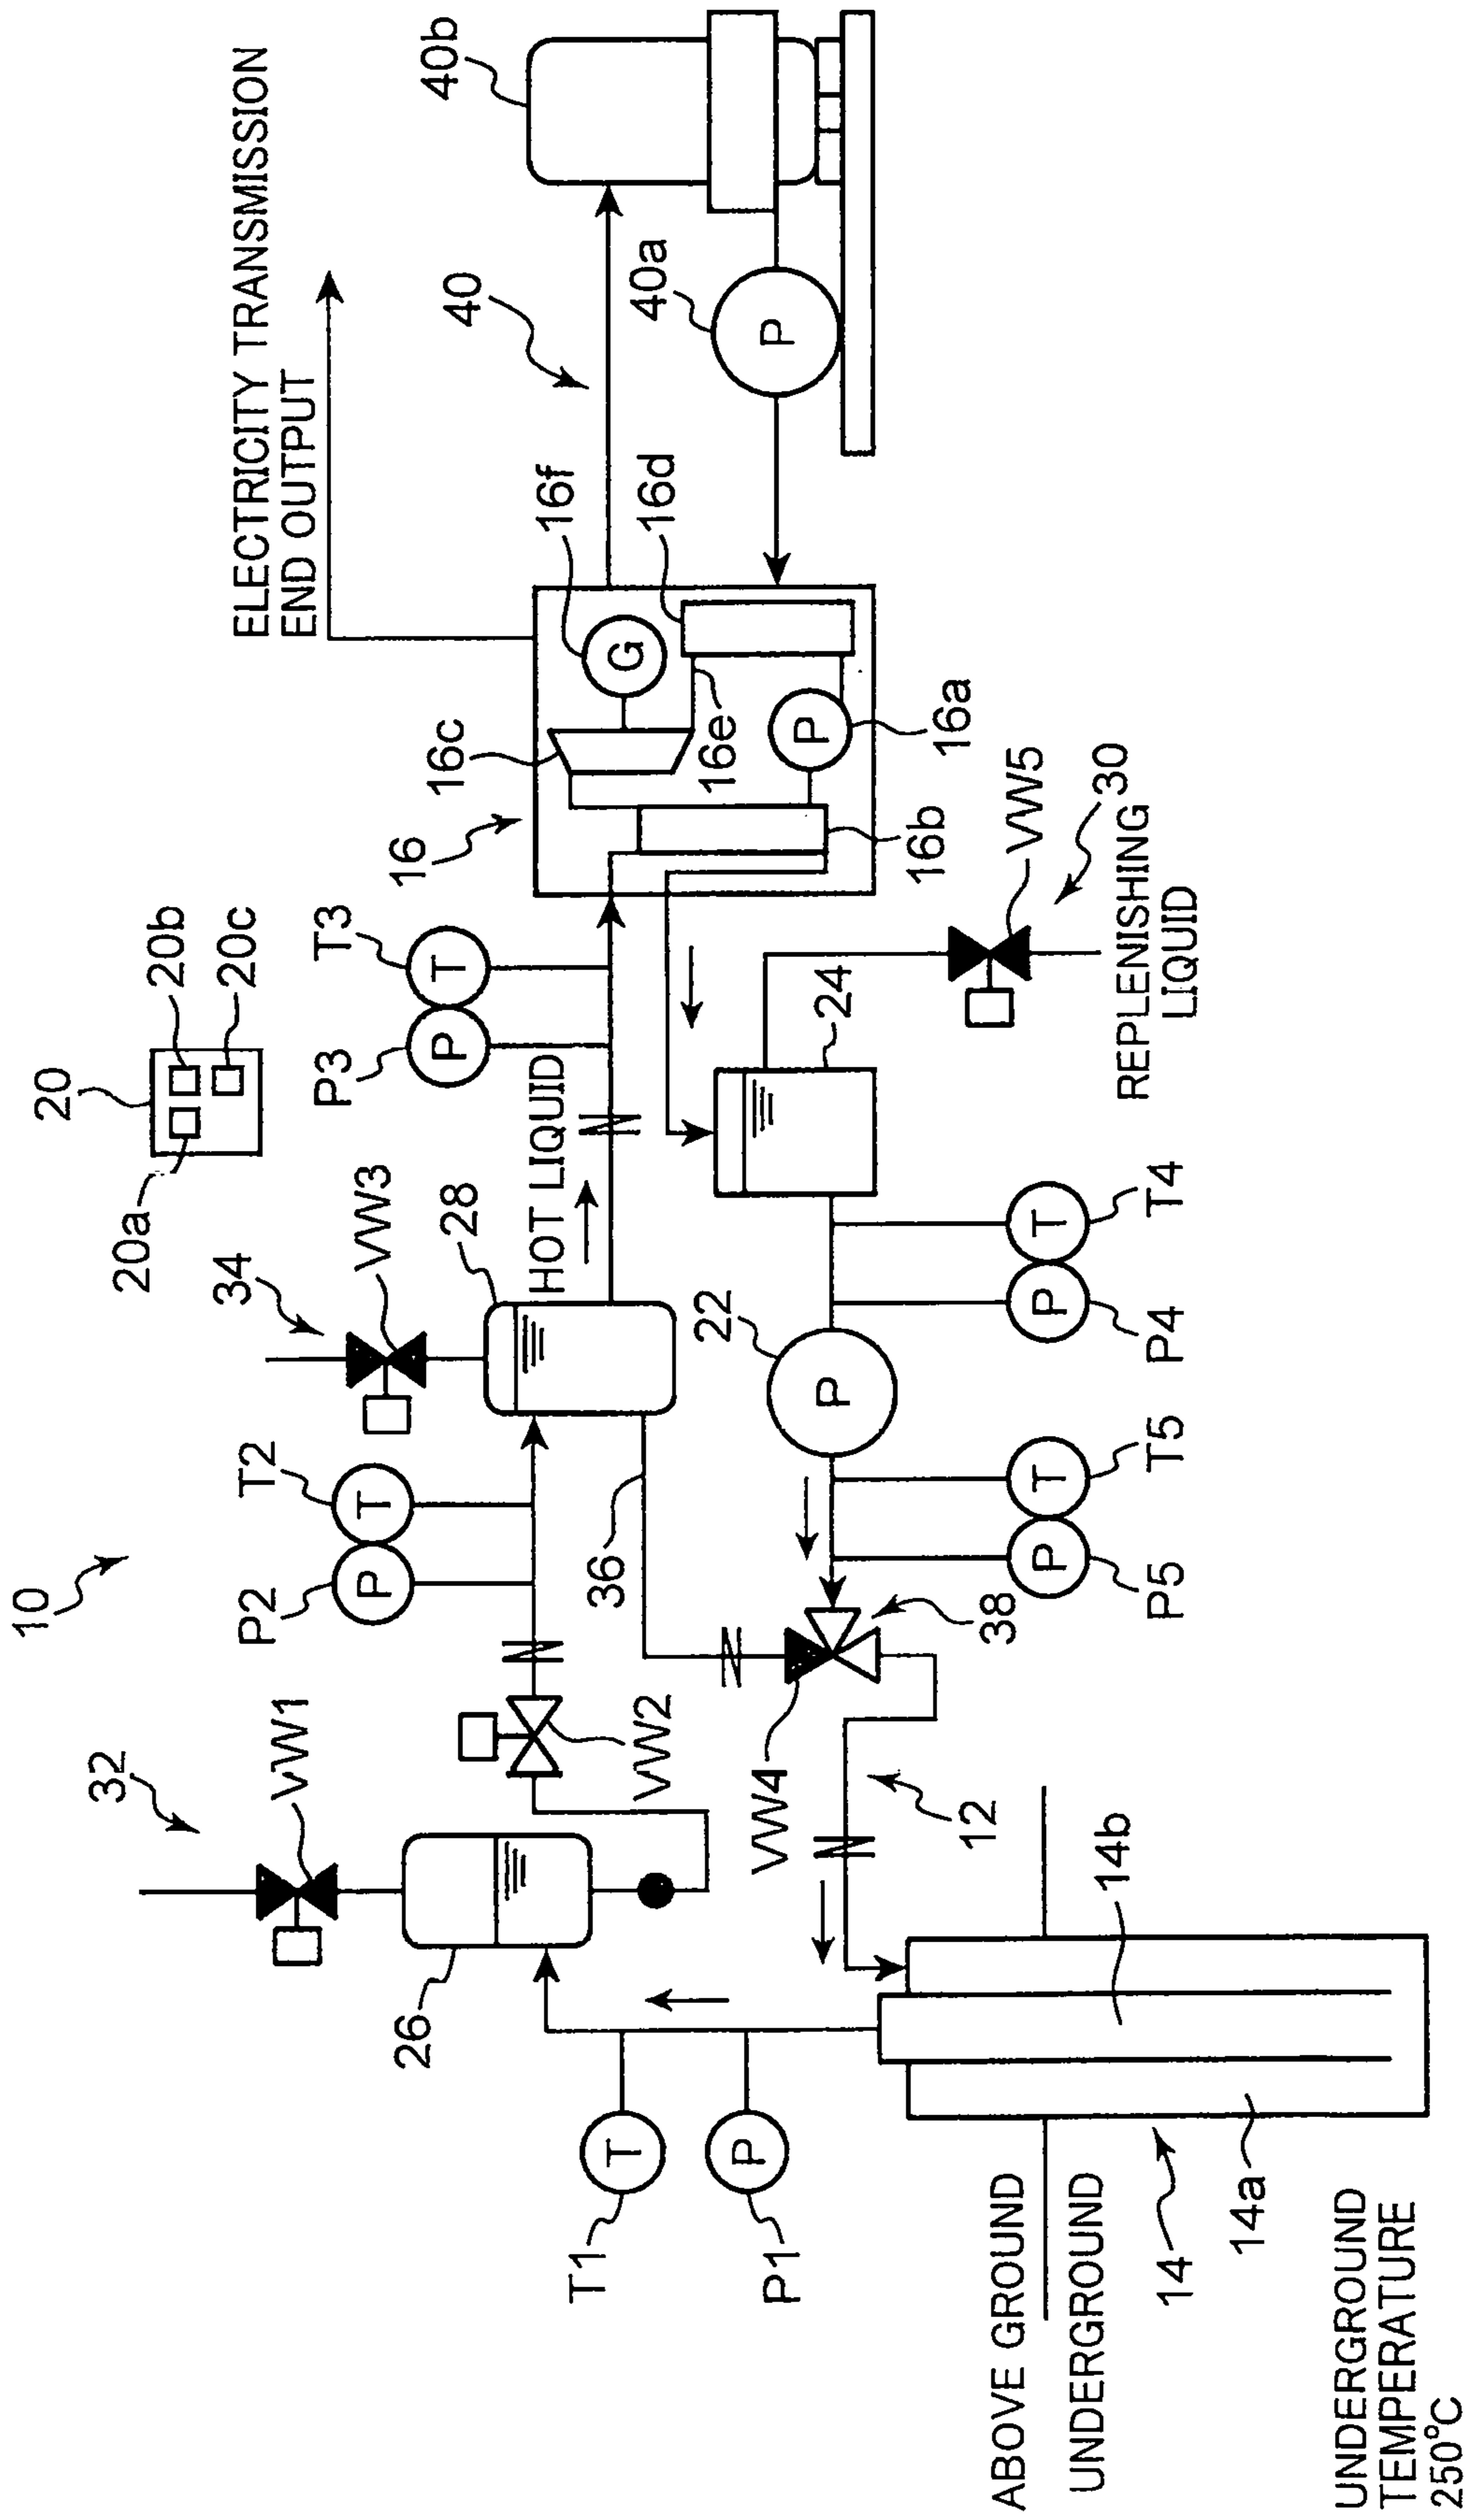 10
20
20a
20b
20c
ELECTRICITY TRANSMISSION
END OUTPUT
32
VW1
P2
T2
34
VW3
28
P3
T3
16
16c
16f
16d
40
40a
40b
P
T
P
T
P
T
G
P
P
26
VW2
36
HOT LIQUID
22
24
16e
16b
16a
VW5
30
REPLENISHING
LIQUID
T1
P1
T
P
VW4
12
38
P
P
T
P
T
P5
T5
P4
T4
ABOVE GROUND
UNDERGROUND
14
14a
14b
UNDERGROUND
TEMPERATURE
250°C